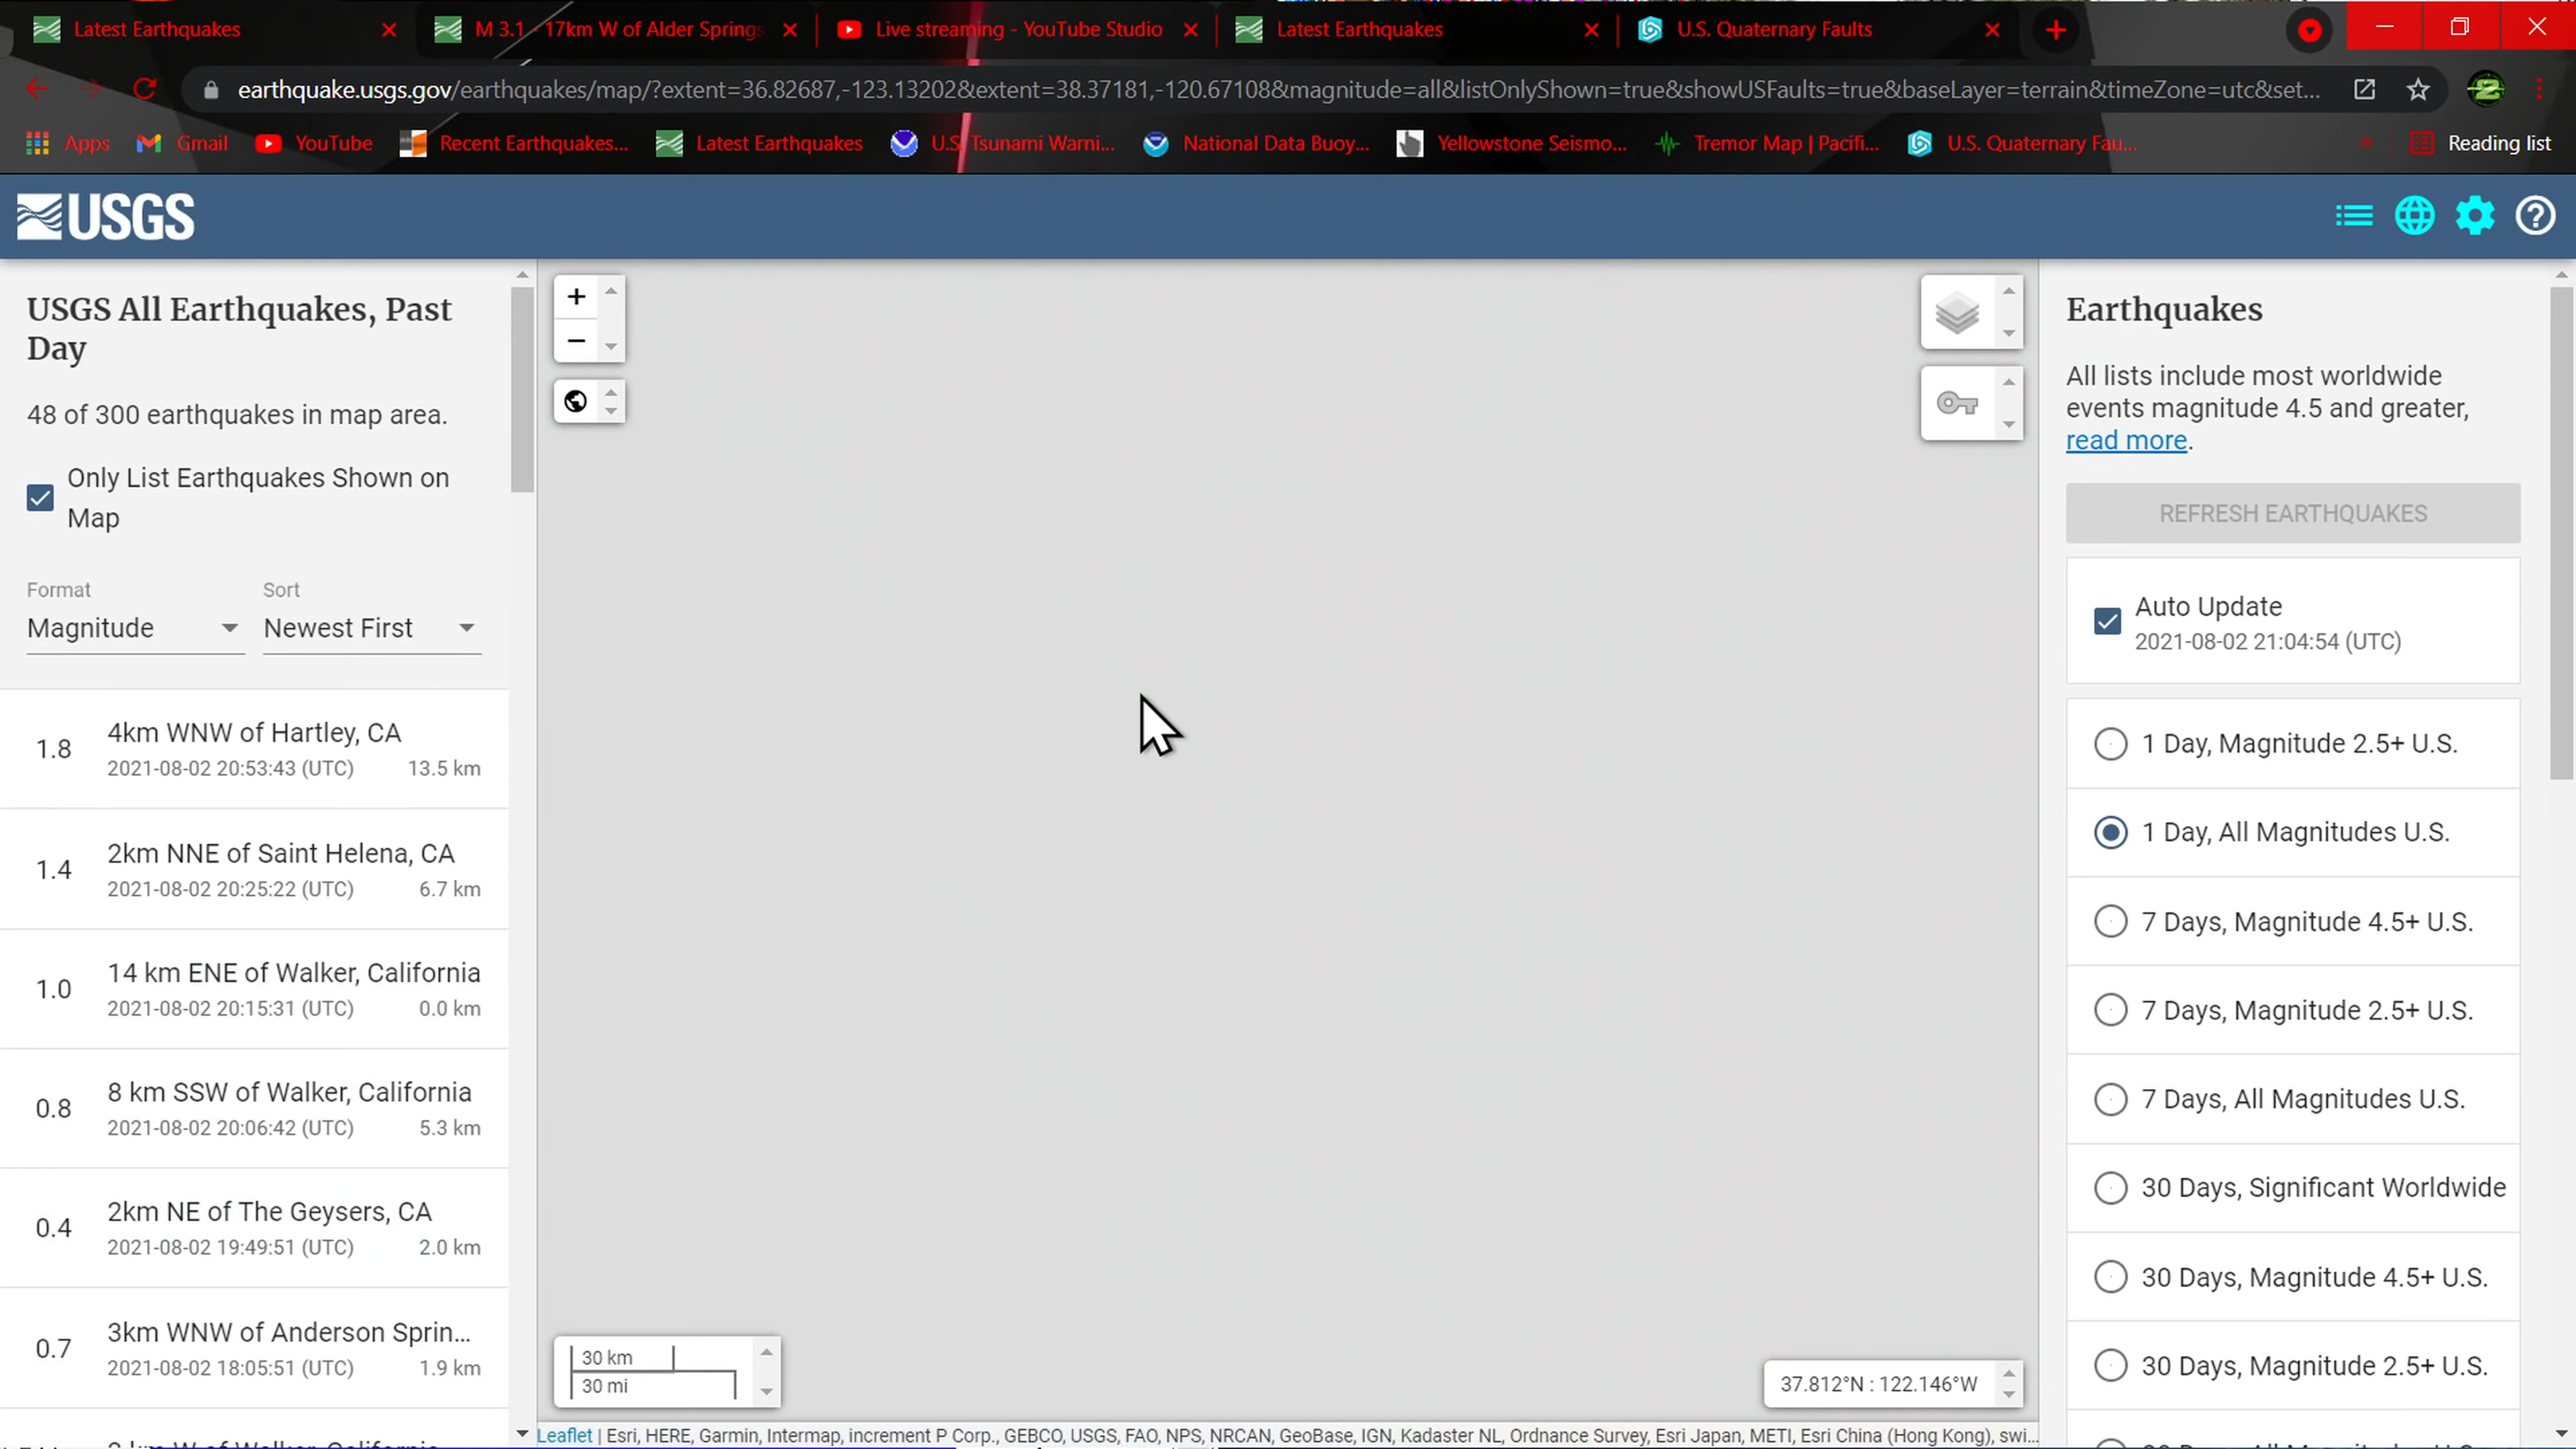 Latest Earthquakes
M 3.1 - 17km W of Alder Springs
Live streaming - YouTube Studio
Latest Earthquakes
U.S. Quaternary Faults
earthquake.usgs.gov/earthquakes/map/?extent=36.82687,-123.13202&extent=38.37181,-120.67108&magnitude=all&listOnlyShown=true&showUSFaults=true&baseLayer=terrain&timeZone=utc&set...
Apps
Gmail
YouTube
Recent Earthquakes...
Latest Earthquakes
U.S. Tsunami Warni...
National Data Buoy...
Yellowstone Seismo...
Tremor Map | Pacifi...
U.S. Quaternary Fau...
Reading list
USGS
USGS All Earthquakes, Past
Day
48 of 300 earthquakes in map area.
Only List Earthquakes Shown on
Map
Format
Sort
Magnitude
Newest First
1.8
4km WNW of Hartley, CA
2021-08-02 20:53:43 (UTC) 13.5 km
1.4
2km NNE of Saint Helena, CA
2021-08-02 20:25:22 (UTC) 6.7 km
1.0
14 km ENE of Walker, California
2021-08-02 20:15:31 (UTC) 0.0 km
0.8
8 km SSW of Walker, California
2021-08-02 20:06:42 (UTC) 5.3 km
0.4
2km NE of The Geysers, CA
2021-08-02 19:49:51 (UTC) 2.0 km
0.7
3km WNW of Anderson Sprin...
2021-08-02 18:05:51 (UTC) 1.9 km
+
−
30 km
30 mi
37.812°N : 122.146°W
Leaflet | Esri, HERE, Garmin, Intermap, increment P Corp., GEBCO, USGS, FAO, NPS, NRCAN, GeoBase, IGN, Kadaster NL, Ordnance Survey, Esri Japan, METI, Esri China (Hong Kong), swi...
Earthquakes
All lists include most worldwide
events magnitude 4.5 and greater,
read more.
REFRESH EARTHQUAKES
Auto Update
2021-08-02 21:04:54 (UTC)
1 Day, Magnitude 2.5+ U.S.
1 Day, All Magnitudes U.S.
7 Days, Magnitude 4.5+ U.S.
7 Days, Magnitude 2.5+ U.S.
7 Days, All Magnitudes U.S.
30 Days, Significant Worldwide
30 Days, Magnitude 4.5+ U.S.
30 Days, Magnitude 2.5+ U.S.